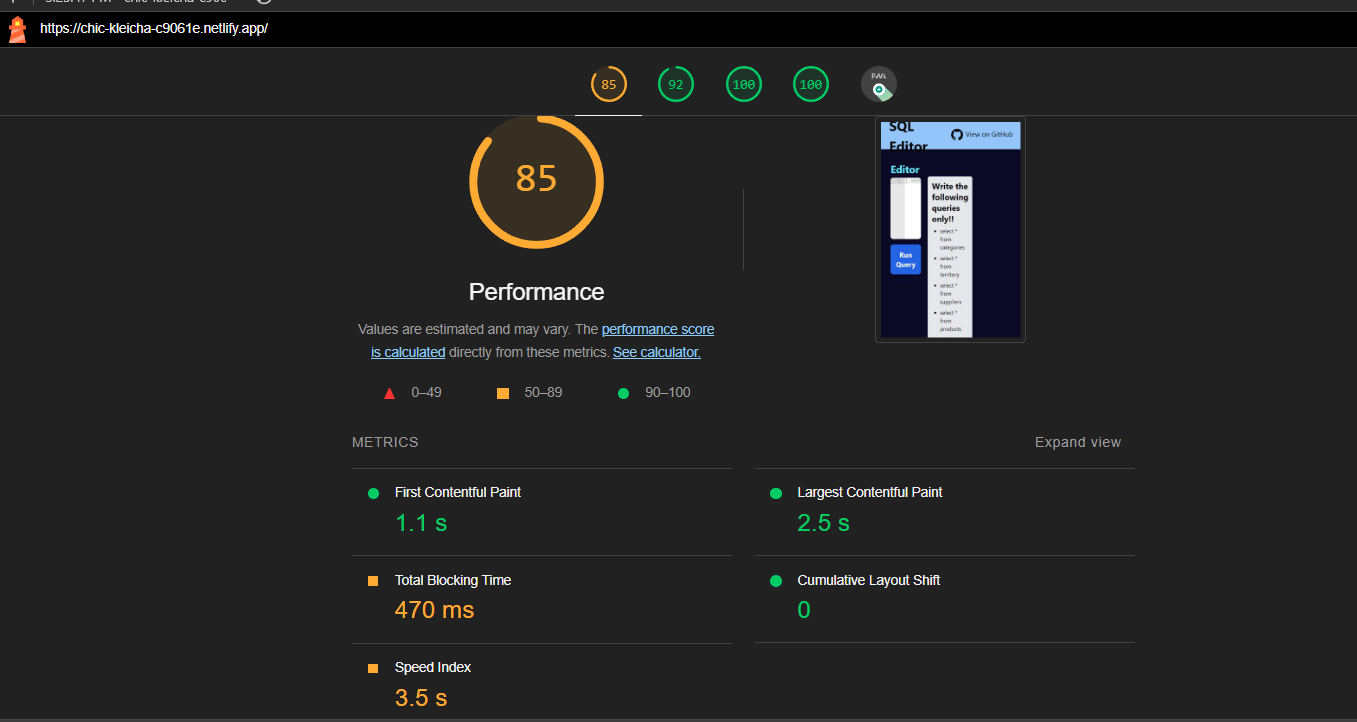 https://chic-kleicha-c9061e.netlify.app/
85
92
100
100
PWA
85
Performance
Values are estimated and may vary. The performance score
is calculated directly from these metrics. See calculator.
0–49
50–89
90–100
SQL
Editor
View on GitHub
Editor
Write the
following
queries
only!!
select *
from
categories
select *
from
territory
select *
from
suppliers
select *
from
products
Run
Query
METRICS
Expand view
First Contentful Paint
1.1 s
Largest Contentful Paint
2.5 s
Total Blocking Time
470 ms
Cumulative Layout Shift
0
Speed Index
3.5 s